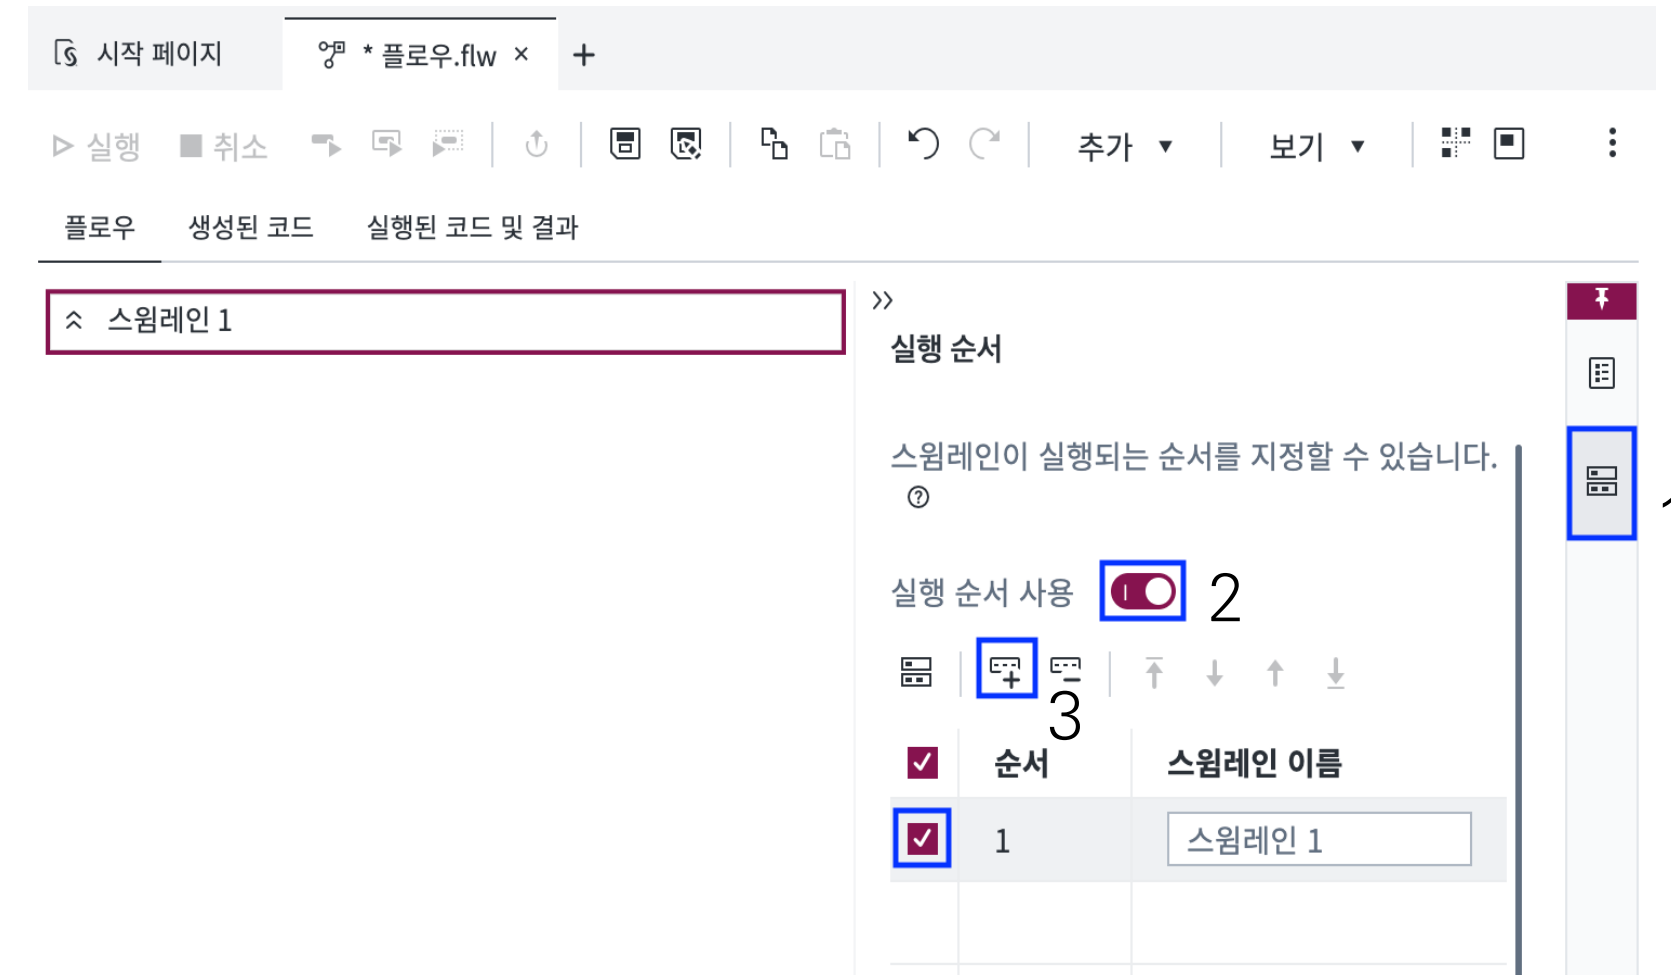 시작 페이지
* 플로우.flw × +
실행 취소 추가 ▼ 보기 ▼
플로우 생성된 코드 실행된 코드 및 결과
스윔레인 1
실행 순서
스윔레인이 실행되는 순서를 지정할 수 있습니다.
실행 순서 사용 2
3
순서 스윔레인 이름
1 스윔레인 1